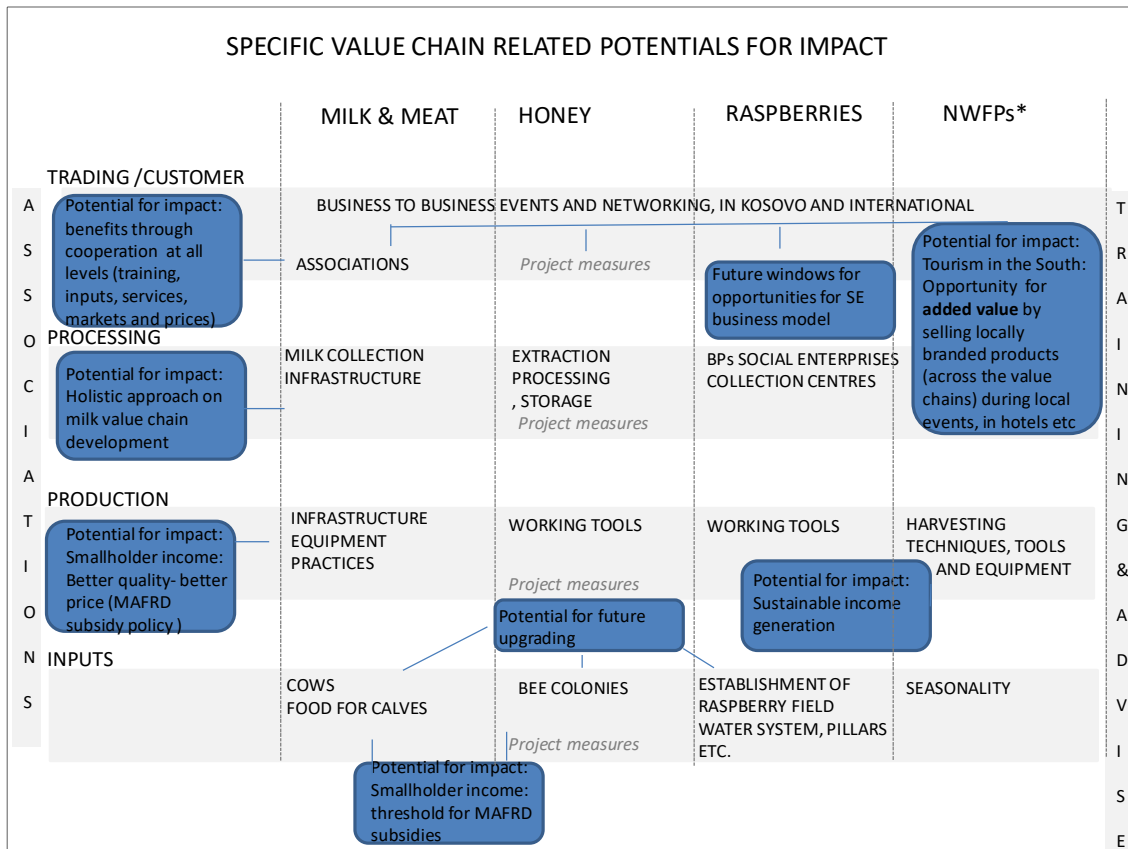 SPECIFIC VALUE CHAIN RELATED POTENTIALS FOR IMPACT
MILK & MEAT
HONEY
RASPBERRIES
NWFPs*
TRADING /CUSTOMER
A
S
S
O
C
I
A
T
I
O
N
S
Potential for impact:
benefits through
cooperation at all
levels (training,
inputs, services,
markets and prices)
BUSINESS TO BUSINESS EVENTS AND NETWORKING, IN KOSOVO AND INTERNATIONAL
ASSOCIATIONS
Project measures
Future windows for
opportunities for SE
business model
Potential for impact:
Tourism in the South:
Opportunity for
added value by
selling locally
branded products
(across the value
chains) during local
events, in hotels etc
PROCESSING
Potential for impact:
Holistic approach on
milk value chain
development
MILK COLLECTION
INFRASTRUCTURE
EXTRACTION
PROCESSING
, STORAGE
Project measures
BPs SOCIAL ENTERPRISES
COLLECTION CENTRES
PRODUCTION
Potential for impact:
Smallholder income:
Better quality- better
price (MAFRD
subsidy policy )
INFRASTRUCTURE
EQUIPMENT
PRACTICES
WORKING TOOLS
Project measures
WORKING TOOLS
HARVESTING
TECHNIQUES, TOOLS
AND EQUIPMENT
Potential for impact:
Sustainable income
generation
Potential for future
upgrading
INPUTS
COWS
FOOD FOR CALVES
BEE COLONIES
Project measures
ESTABLISHMENT OF
RASPBERRY FIELD
WATER SYSTEM, PILLARS
ETC.
SEASONALITY
Potential for impact:
Smallholder income:
threshold for MAFRD
subsidies
T
R
A
I
N
I
N
G
&
A
D
V
I
S
E